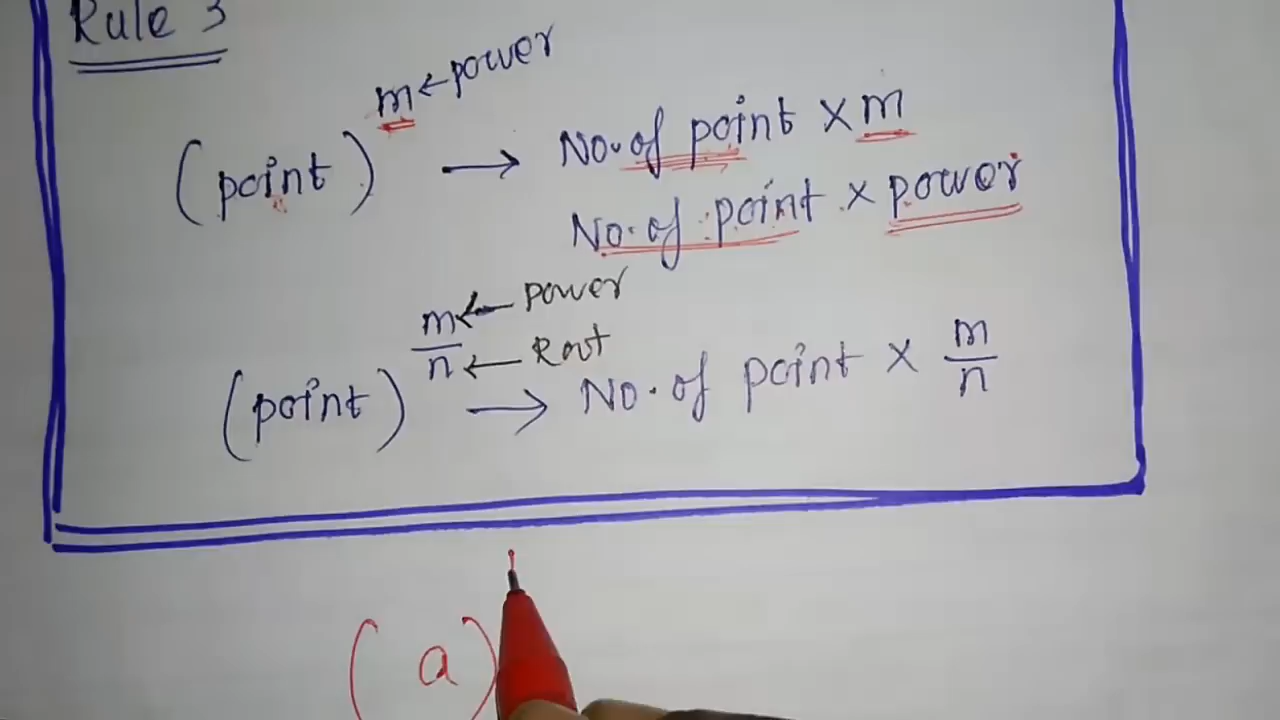 Rule 3
(point)^m ← power → No. of point × m
No. of point × power
(point)^(m/n) ← power ← Root → No. of point × m/n
(a)